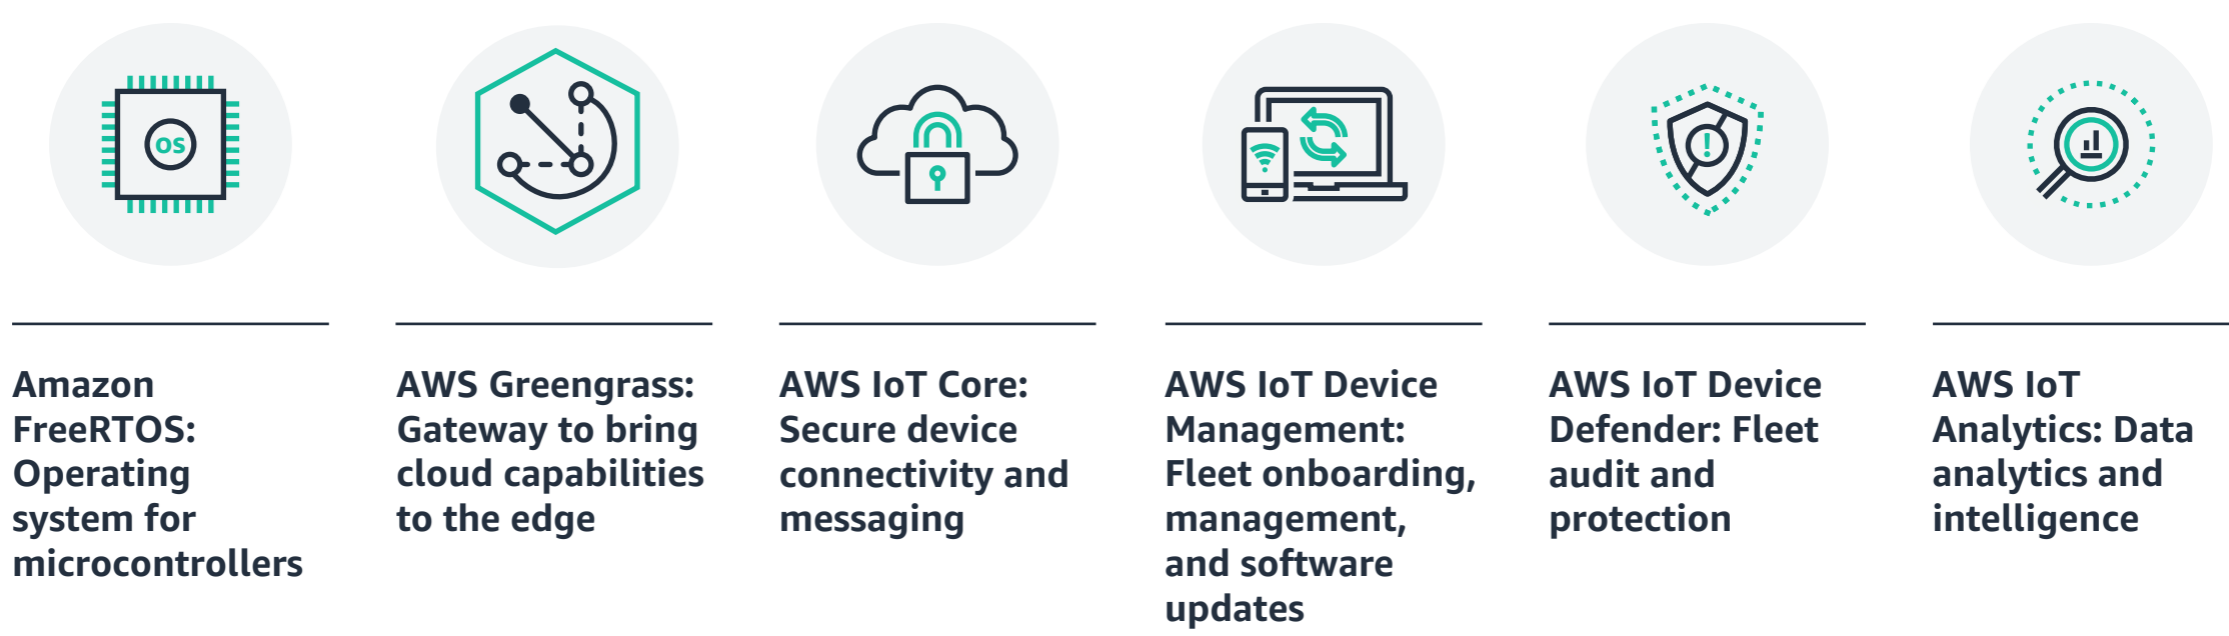 OS
Amazon
FreeRTOS:
Operating
system for
microcontrollers
AWS Greengrass:
Gateway to bring
cloud capabilities
to the edge
AWS IoT Core:
Secure device
connectivity and
messaging
AWS IoT Device
Management:
Fleet onboarding,
management,
and software
updates
AWS IoT Device
Defender: Fleet
audit and
protection
AWS IoT
Analytics: Data
analytics and
intelligence